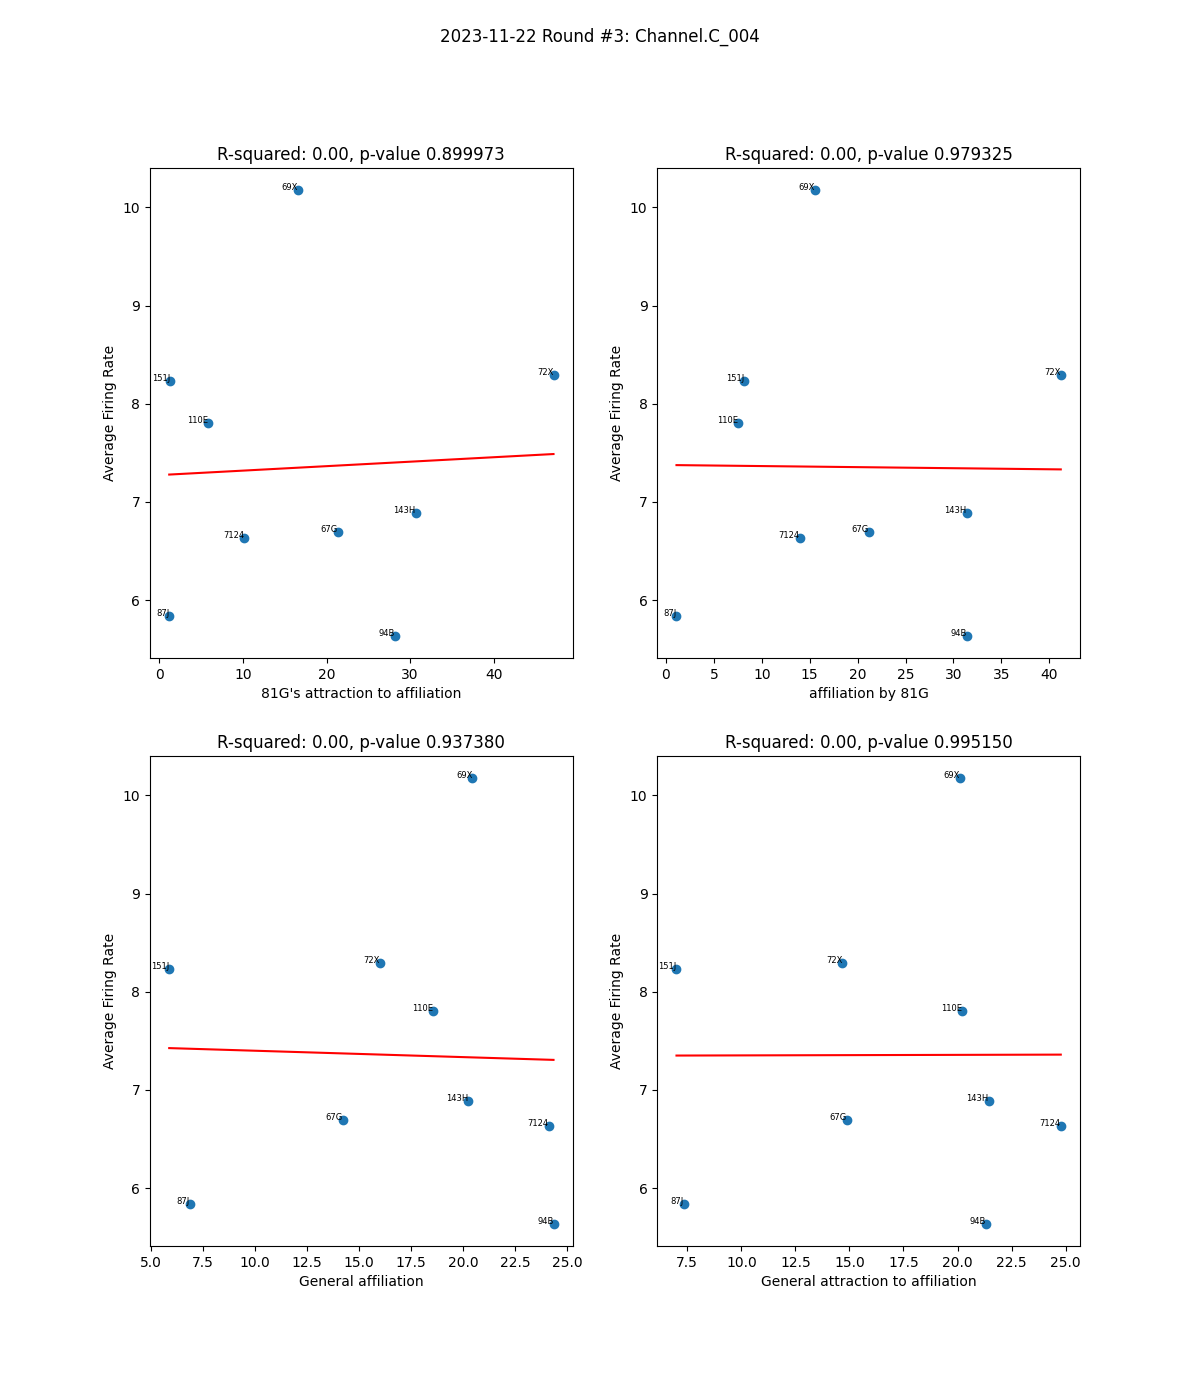 2023-11-22 Round #3: Channel.C_004
R-squared: 0.00, p-value 0.899973
10
9
8
7
6
Average Firing Rate
69X
151J
72X
110E
143H
67G
7124
87J
94B
0 10 20 30 40
81G's attraction to affiliation
R-squared: 0.00, p-value 0.979325
10
9
8
7
6
Average Firing Rate
69X
151J
72X
110E
143H
67G
7124
87J
94B
0 5 10 15 20 25 30 35 40
affiliation by 81G
R-squared: 0.00, p-value 0.937380
10
9
8
7
6
Average Firing Rate
69X
151J
72X
110E
143H
67G
7124
87J
94B
5.0 7.5 10.0 12.5 15.0 17.5 20.0 22.5 25.0
General affiliation
R-squared: 0.00, p-value 0.995150
10
9
8
7
6
Average Firing Rate
69X
151J
72X
110E
143H
67G
7124
87J
94B
7.5 10.0 12.5 15.0 17.5 20.0 22.5 25.0
General attraction to affiliation